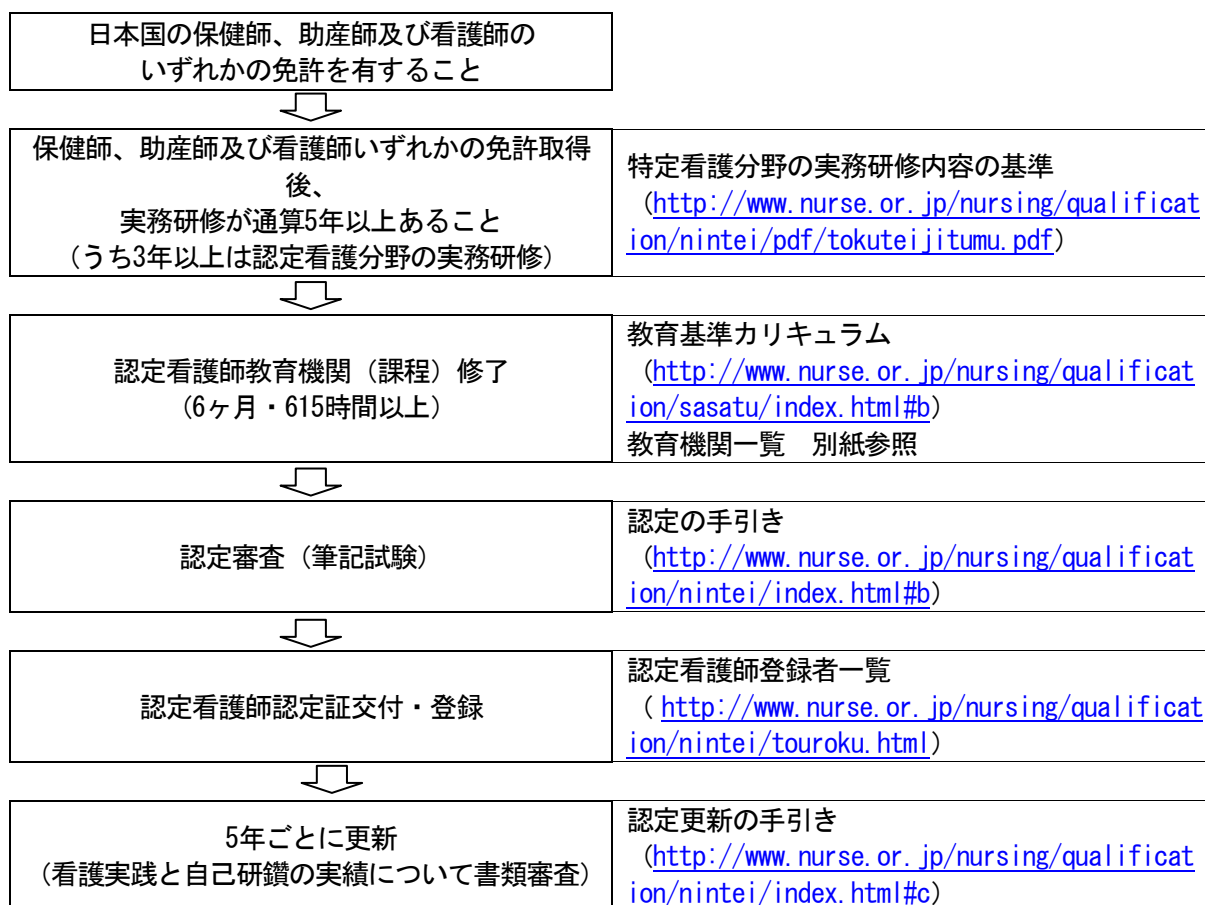 日本国の保健師、助産師及び看護師の
いずれかの免許を有すること
保健師、助産師及び看護師いずれかの免許取得
後、
実務研修が通算5年以上あること
（うち3年以上は認定看護分野の実務研修）
特定看護分野の実務研修内容の基準
（http://www.nurse.or.jp/nursing/qualificat
ion/nintei/pdf/tokuteijitumu.pdf）
認定看護師教育機関（課程）修了
（6ヶ月・615時間以上）
教育基準カリキュラム
（http://www.nurse.or.jp/nursing/qualificat
ion/sasatu/index.html#b）
教育機関一覧　別紙参照
認定審査（筆記試験）
認定の手引き
（http://www.nurse.or.jp/nursing/qualificat
ion/nintei/index.html#b）
認定看護師認定証交付・登録
認定看護師登録者一覧
（http://www.nurse.or.jp/nursing/qualificat
ion/nintei/touroku.html）
5年ごとに更新
（看護実践と自己研鑽の実績について書類審査）
認定更新の手引き
（http://www.nurse.or.jp/nursing/qualificat
ion/nintei/index.html#c）